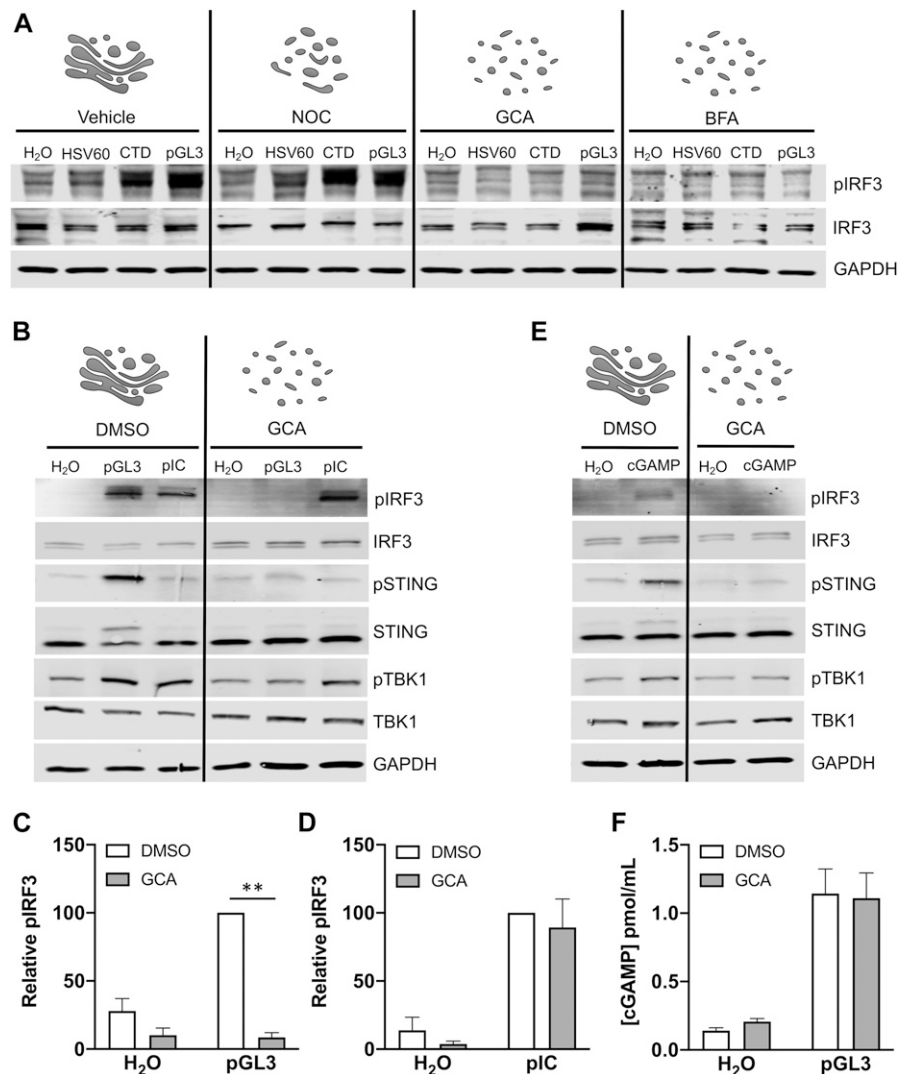 A
Vehicle NOC GCA BFA
H₂O HSV60 CTD pGL3 H₂O HSV60 CTD pGL3 H₂O HSV60 CTD pGL3 H₂O HSV60 CTD pGL3
pIRF3
IRF3
GAPDH
B
DMSO GCA
H₂O pGL3 pIC H₂O pGL3 pIC
pIRF3
IRF3
pSTING
STING
pTBK1
TBK1
GAPDH
E
DMSO GCA
H₂O cGAMP H₂O cGAMP
pIRF3
IRF3
pSTING
STING
pTBK1
TBK1
GAPDH
C
Relative pIRF3
150
100
50
0
DMSO
GCA
**
H₂O pGL3
D
Relative pIRF3
150
100
50
0
DMSO
GCA
H₂O pIC
F
[cGAMP] pmol/mL
1.5
1.0
0.5
0.0
DMSO
GCA
H₂O pGL3